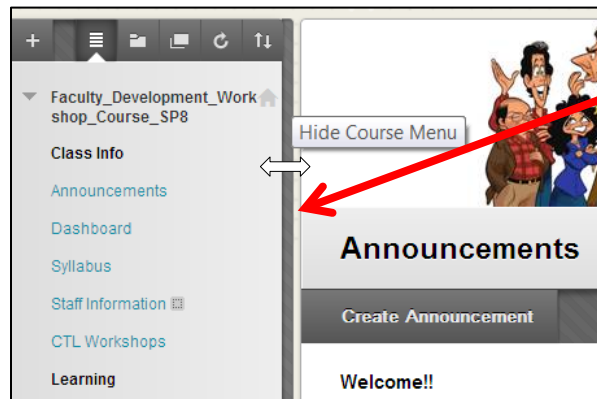 Faculty_Development_Work
shop_Course_SP8
Class Info
Announcements
Dashboard
Syllabus
Staff Information
CTL Workshops
Learning
Hide Course Menu
Announcements
Create Announcement
Welcome!!